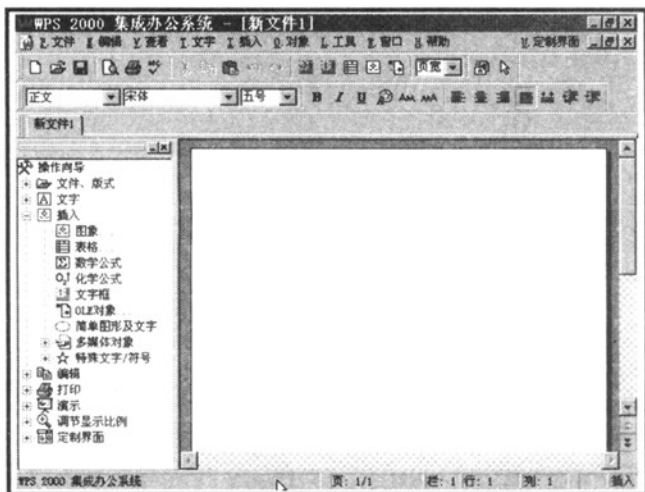 WPS 2000 集成办公系统 - [新文件1]
文件 编辑 V.查看 T.文字 I.插入 O.对象 L.工具 窗口 帮助 定制界面
页宽
正文 宋体 五号 B I U
新文件1
操作向导
文件、版式
A 文字
插入
图象...
表格...
数学公式
化学公式
文字框
OLE对象...
简单图形及文字
多媒体对象
特殊文字/符号
编辑
打印
演示
调节显示比例
定制界面
WPS 2000 集成办公系统 页: 1/1 栏: 1 行: 1 列: 1 插入